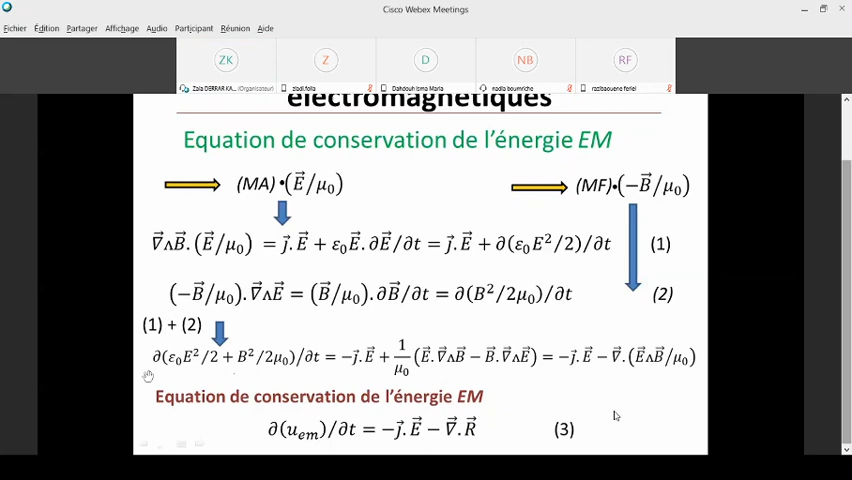 Cisco Webex Meetings
Fichier Édition Partager Affichage Audio Participant Réunion Aide
ZK Z D NB RF
Zaia DERRAR KA... (Organisateur) ziadi.folla Dahdouh Isma Maria nadia boumriche razibaouene feriel
électromagnétiques
Equation de conservation de l'énergie EM
(MA)•(E⃗/μ₀) (MF)•(−B⃗/μ₀)
∇⃗∧B⃗.(E⃗/μ₀) = ȷ⃗.E⃗ + ε₀E⃗.∂E⃗/∂t = ȷ⃗.E⃗ + ∂(ε₀E²/2)/∂t (1)
(−B⃗/μ₀).∇⃗∧E⃗ = (B⃗/μ₀).∂B⃗/∂t = ∂(B²/2μ₀)/∂t (2)
(1) + (2)
∂(ε₀E²/2 + B²/2μ₀)/∂t = −ȷ⃗.E⃗ + 1/μ₀ (E⃗.∇⃗∧B⃗ − B⃗.∇⃗∧E⃗) = −ȷ⃗.E⃗ − ∇⃗.(E⃗∧B⃗/μ₀)
Equation de conservation de l'énergie EM
∂(uₑₘ)/∂t = −ȷ⃗.E⃗ − ∇⃗.R⃗ (3)